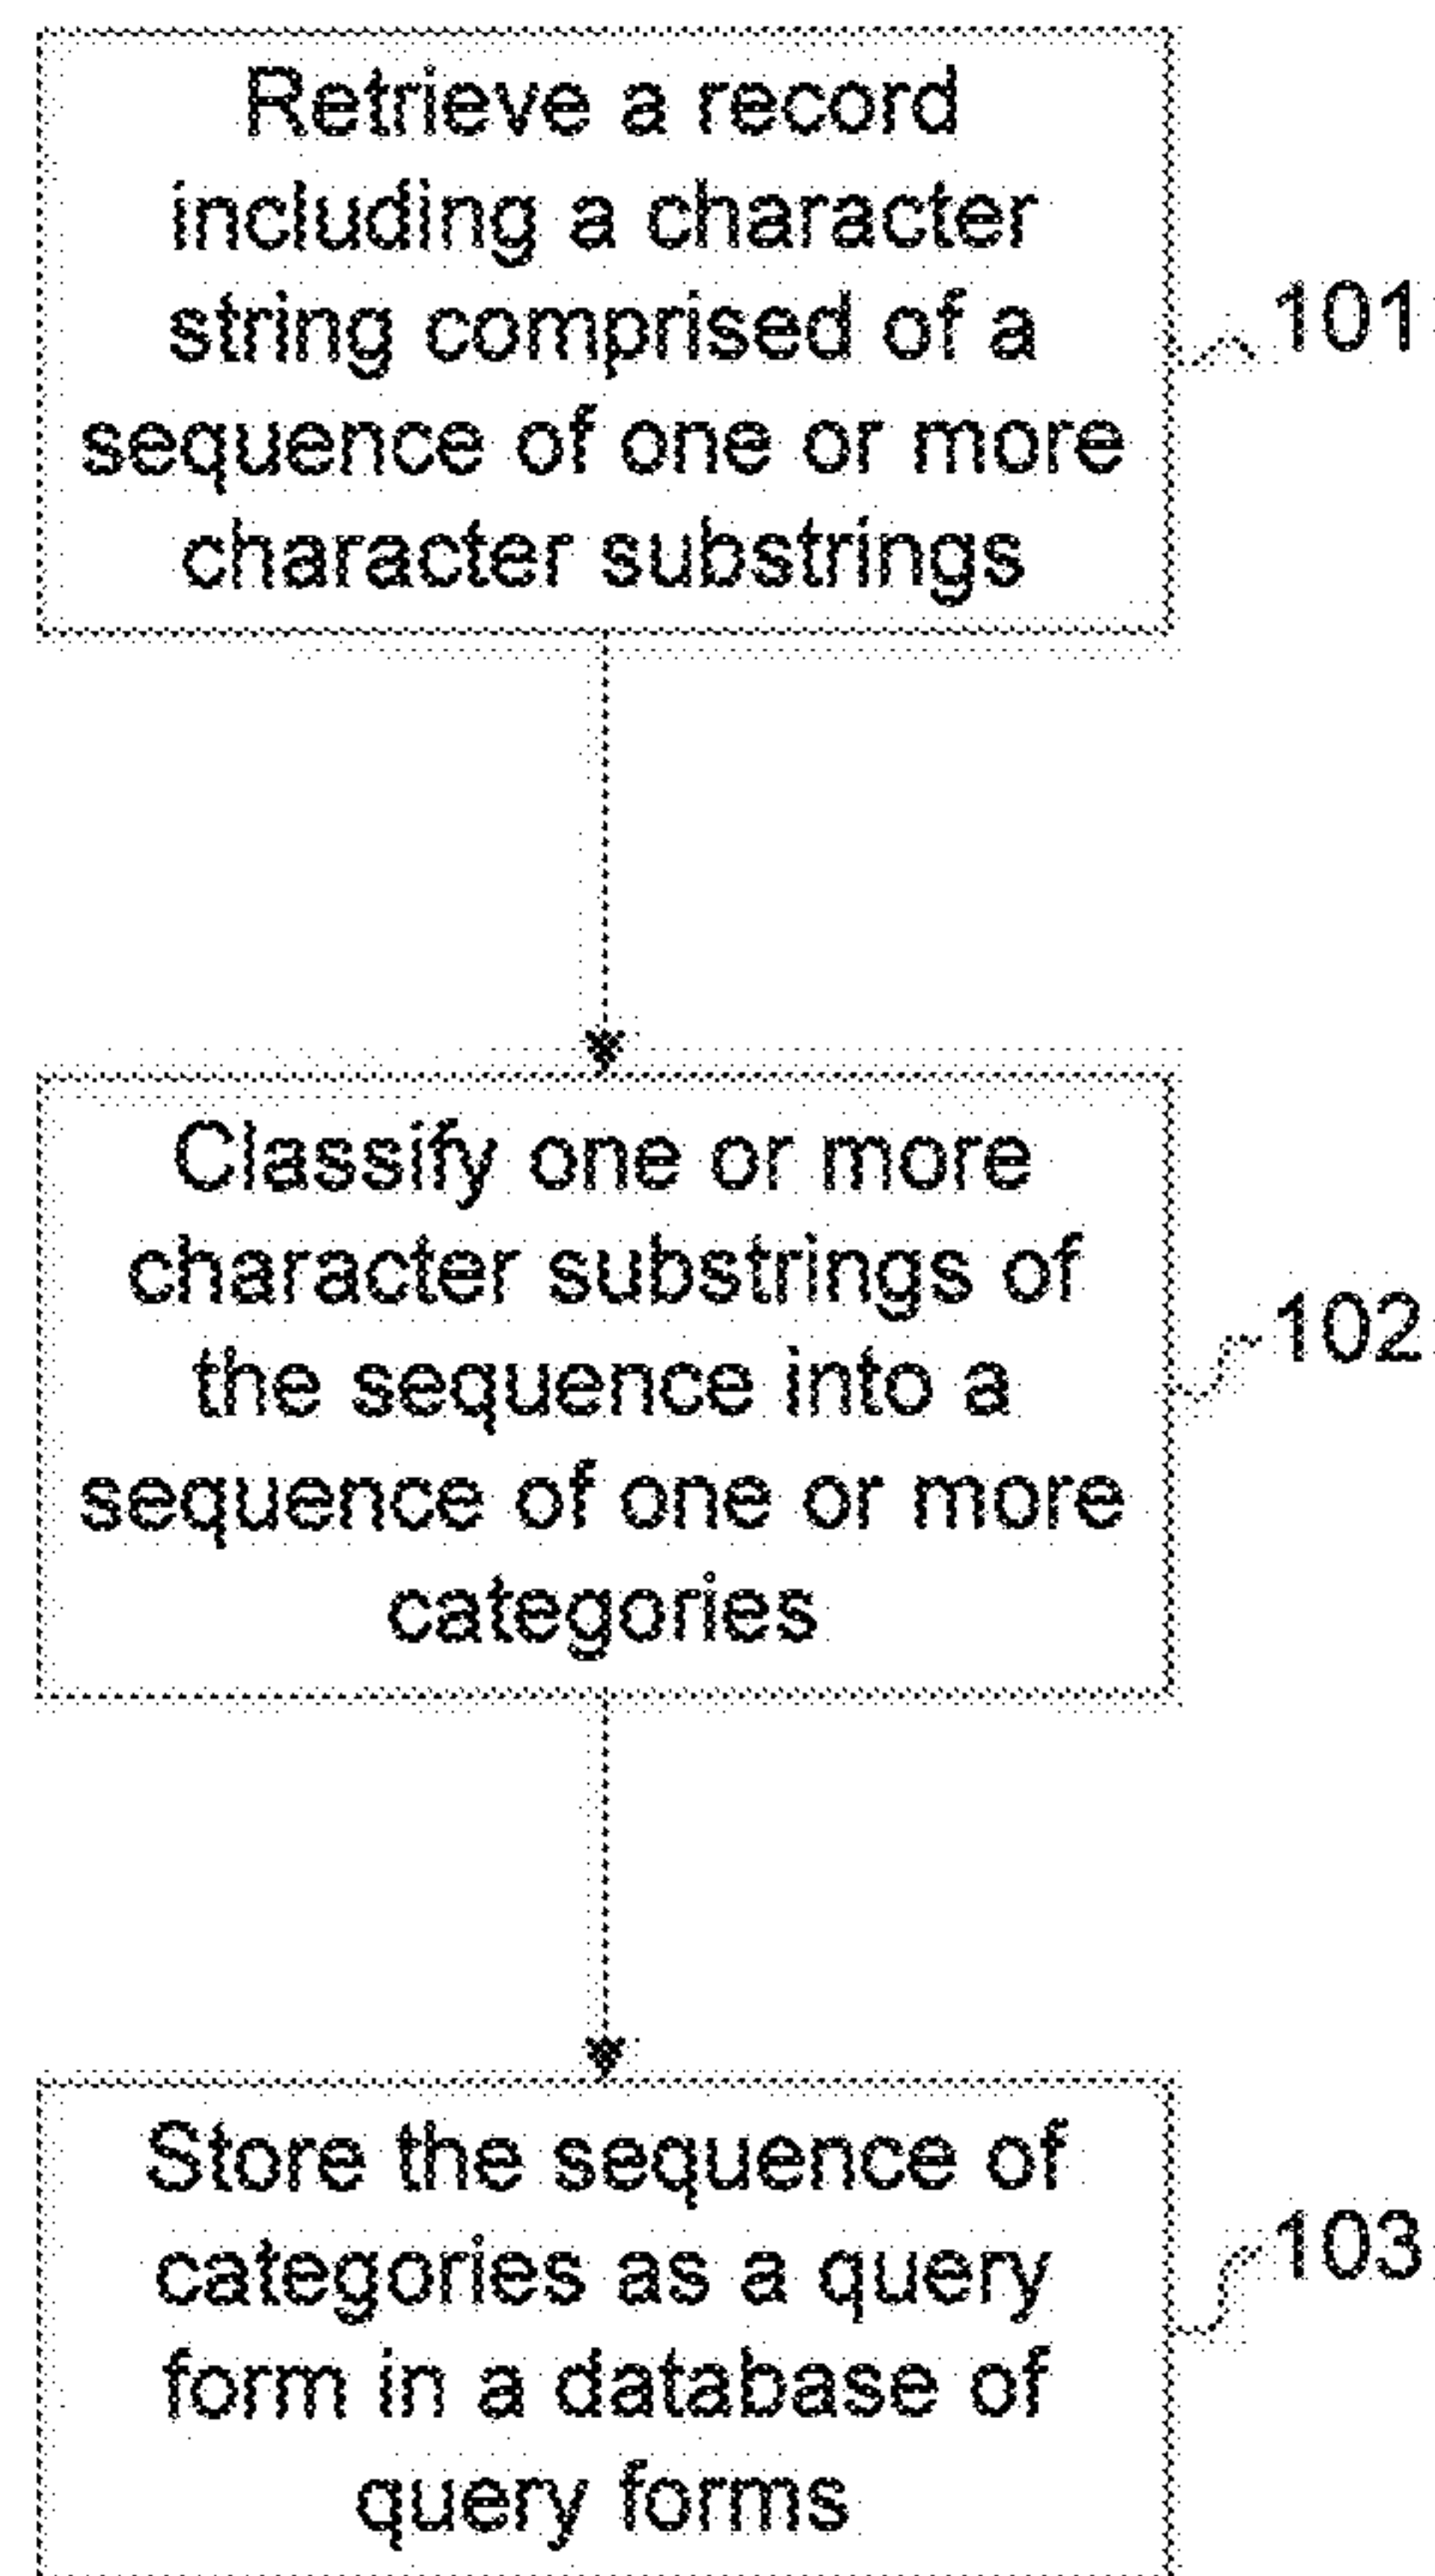 Retrieve a record
including a character
string comprised of a
sequence of one or more
character substrings
101
Classify one or more
character substrings of
the sequence into a
sequence of one or more
categories
102
Store the sequence of
categories as a query
form in a database of
query forms
103